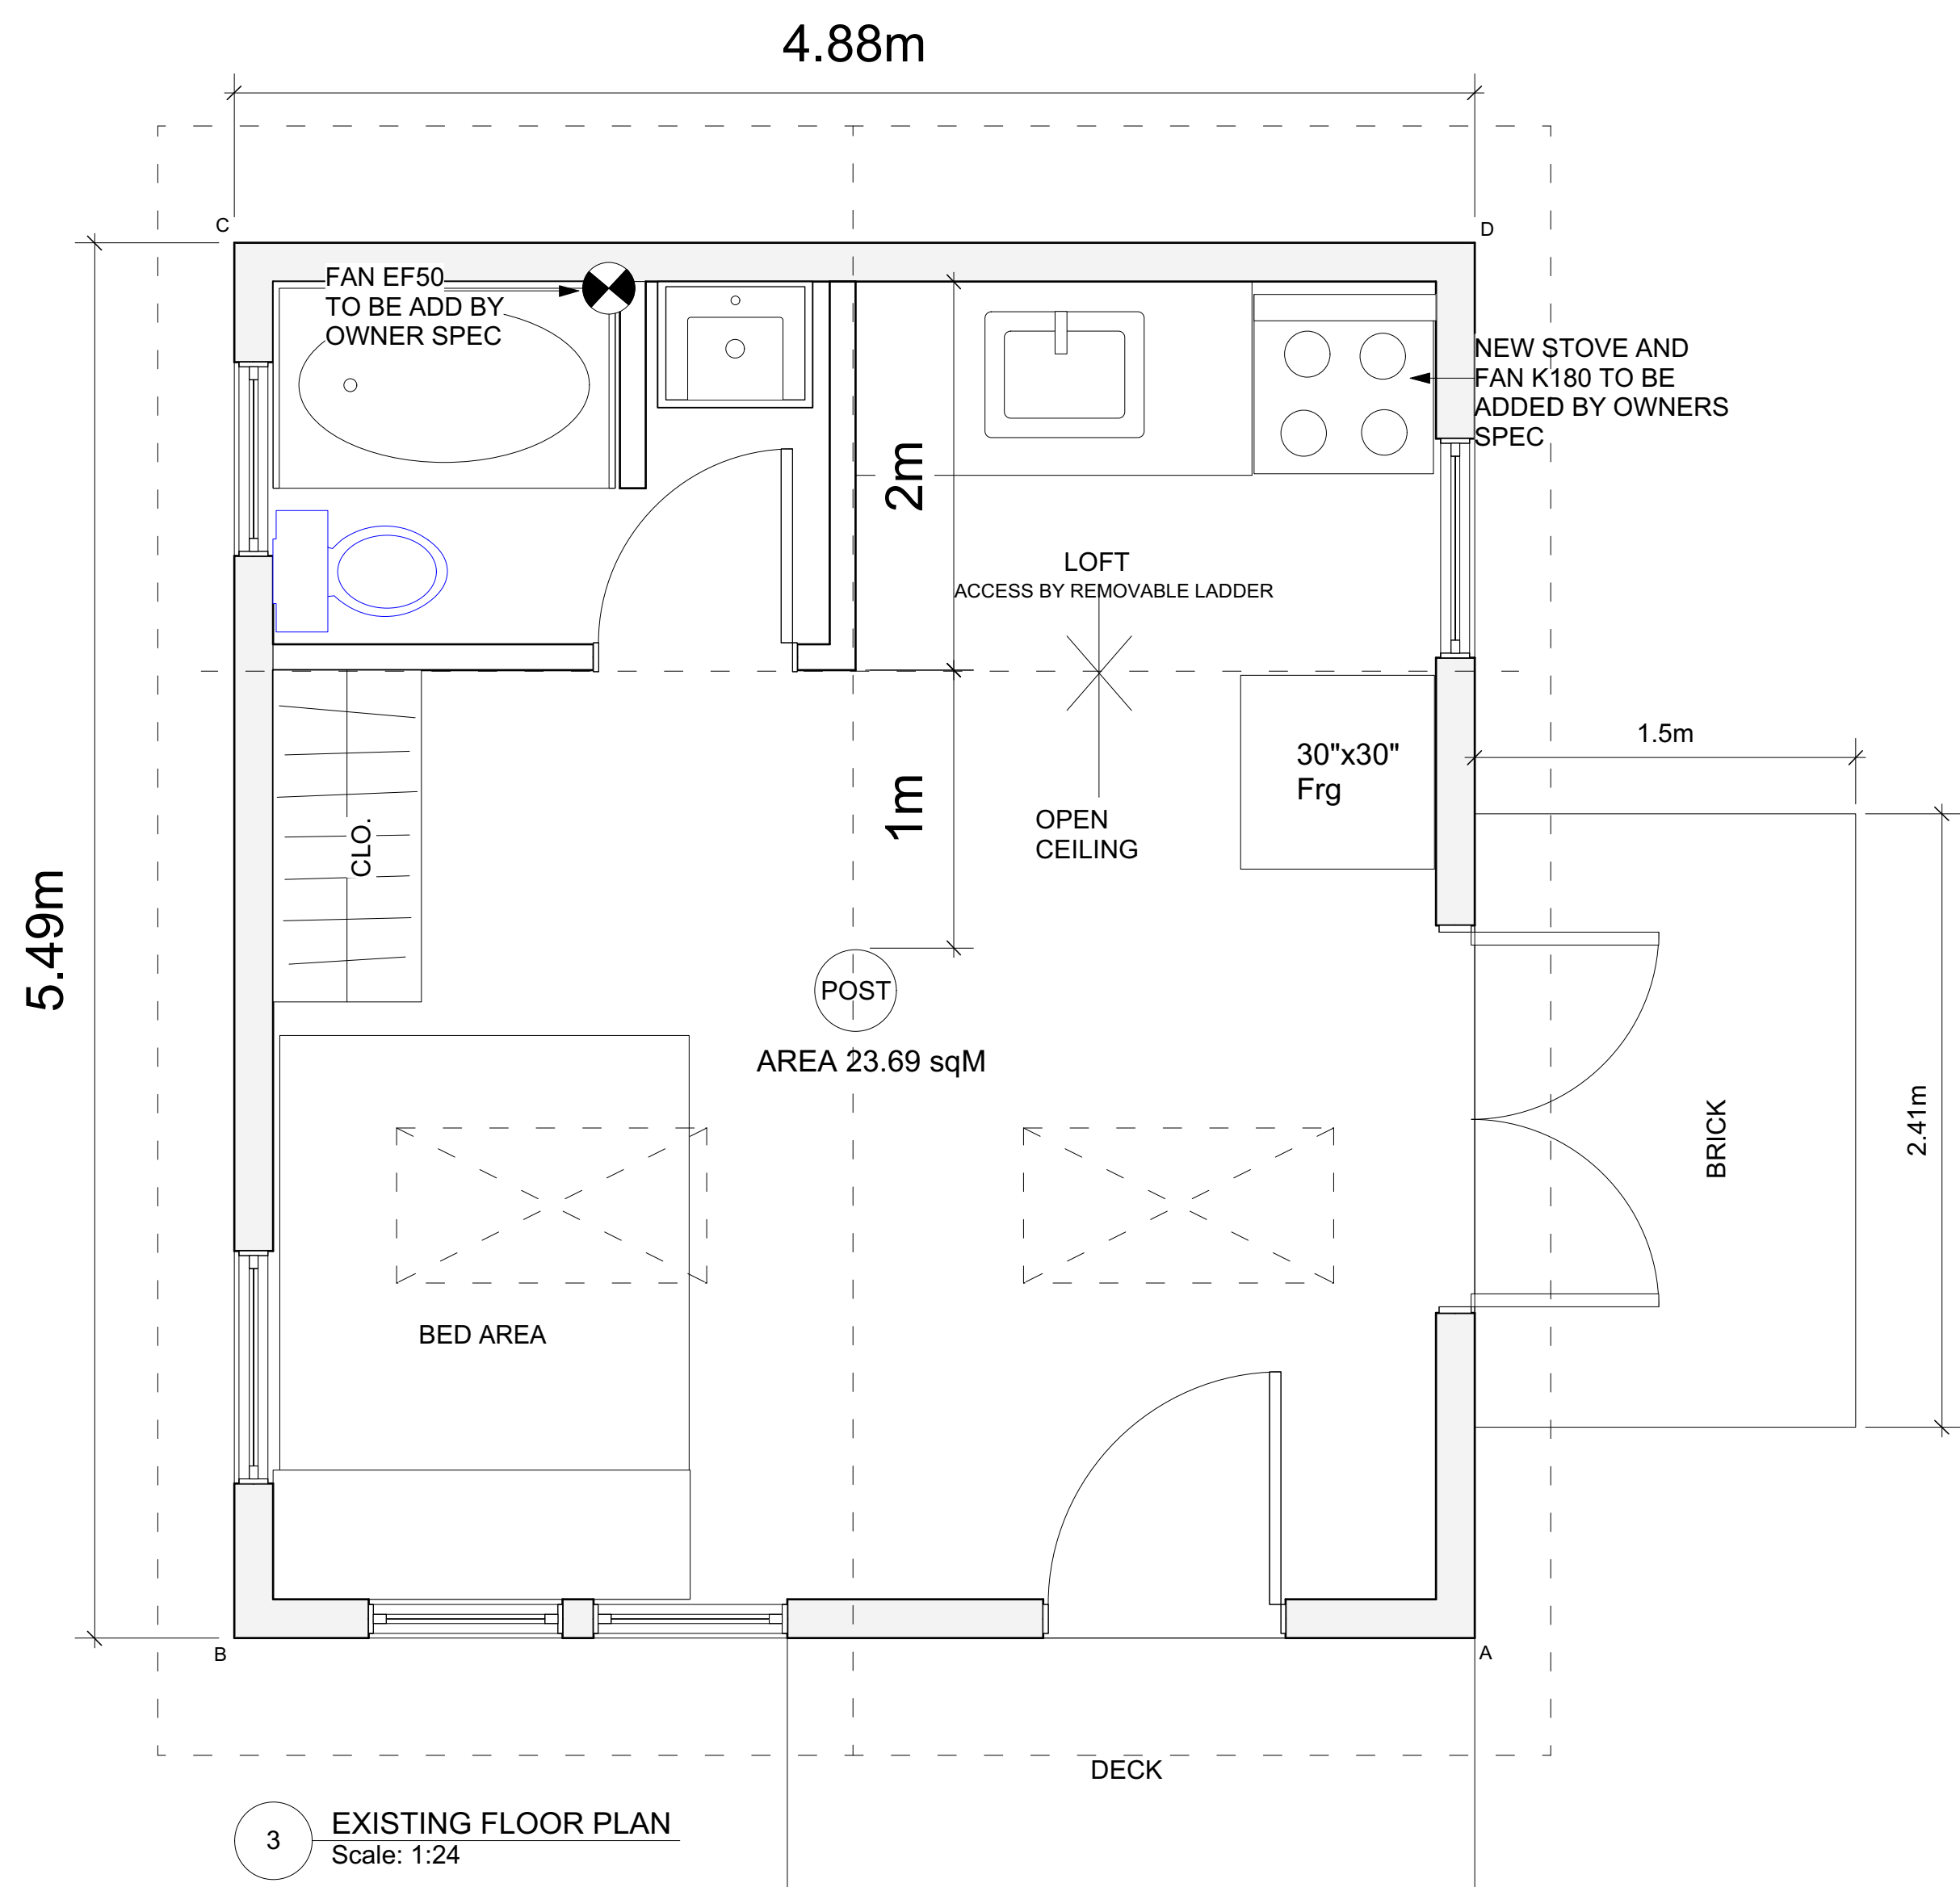 4.88m
C
D
FAN EF50
TO BE ADD BY
OWNER SPEC
NEW STOVE AND
FAN K180 TO BE
ADDED BY OWNERS
SPEC
2m
LOFT
ACCESS BY REMOVABLE LADDER
1.5m
30"x30"
Frg
1m
OPEN
CEILING
CLO.
5.49m
POST
AREA 23.69 sqM
BRICK
2.41m
BED AREA
B
A
DECK
3
EXISTING FLOOR PLAN
Scale: 1:24